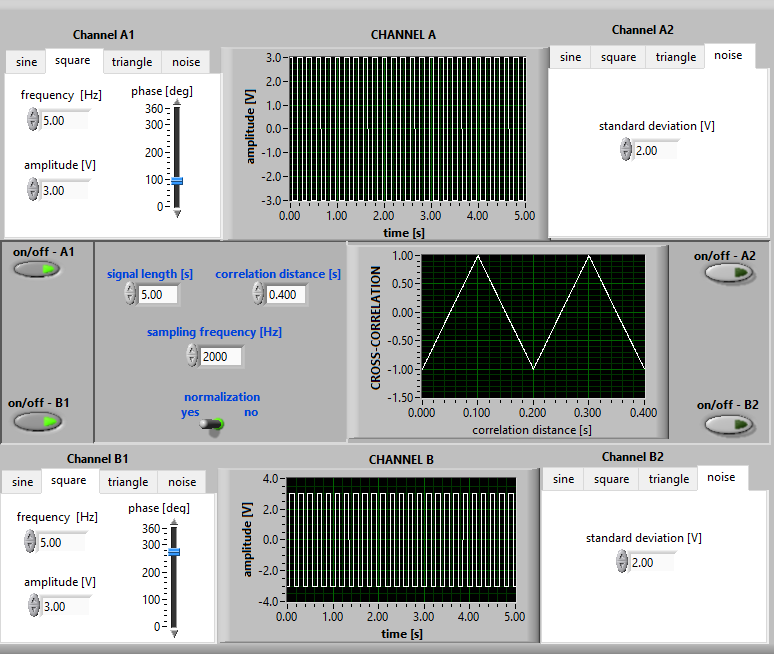 Channel A1
sine square triangle noise
frequency [Hz]
5.00
amplitude [V]
3.00
phase [deg]
360
300
200
100
0
CHANNEL A
amplitude [V]
3.0
2.0
1.0
0.0
-1.0
-2.0
-3.0
0.00 1.00 2.00 3.00 4.00 5.00
time [s]
Channel A2
sine square triangle noise
standard deviation [V]
2.00
on/off - A1
on/off - B1
signal length [s]
5.00
correlation distance [s]
0.400
sampling frequency [Hz]
2000
normalization
yes no
CROSS-CORRELATION
1.00
0.50
0.00
-0.50
-1.00
-1.50
0.000 0.100 0.200 0.300 0.400
correlation distance [s]
on/off - A2
on/off - B2
Channel B1
sine square triangle noise
frequency [Hz]
5.00
amplitude [V]
3.00
phase [deg]
360
300
200
100
0
CHANNEL B
amplitude [V]
4.0
2.0
0.0
-2.0
-4.0
0.00 1.00 2.00 3.00 4.00 5.00
time [s]
Channel B2
sine square triangle noise
standard deviation [V]
2.00